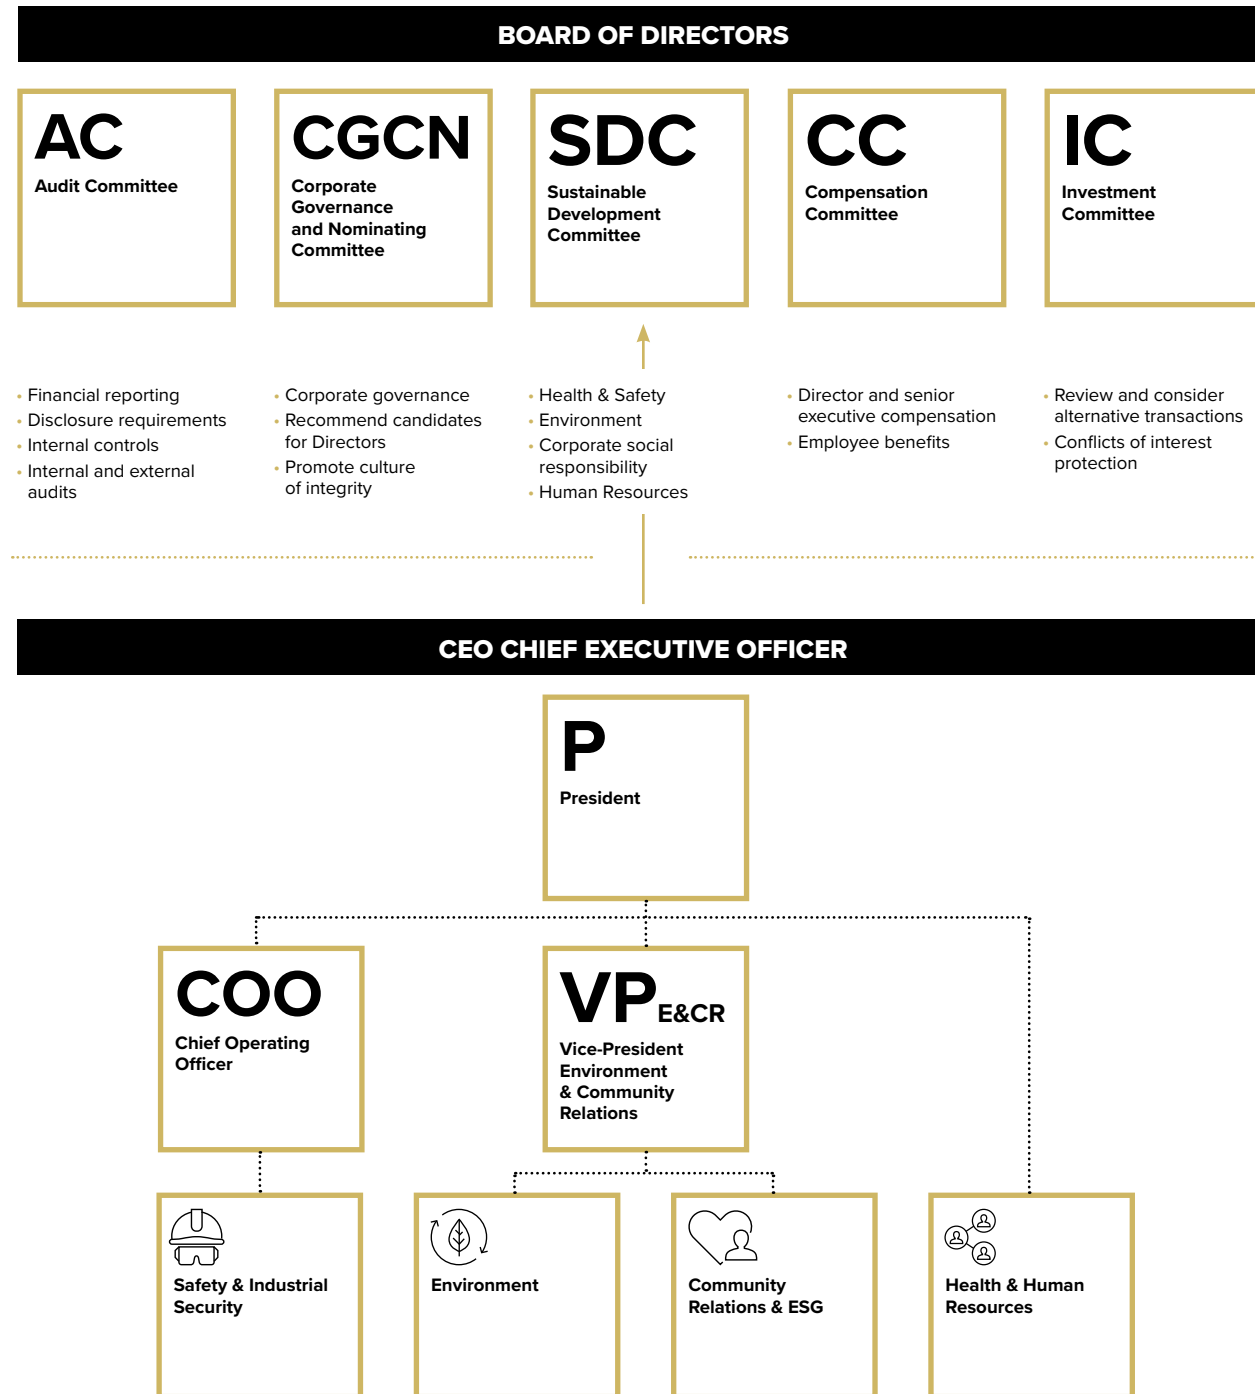 BOARD OF DIRECTORS
AC
Audit Committee
CGCN
Corporate
Governance
and Nominating
Committee
SDC
Sustainable
Development
Committee
CC
Compensation
Committee
IC
Investment
Committee
• Financial reporting
• Disclosure requirements
• Internal controls
• Internal and external
audits
• Corporate governance
• Recommend candidates
for Directors
• Promote culture
of integrity
• Health & Safety
• Environment
• Corporate social
responsibility
• Human Resources
• Director and senior
executive compensation
• Employee benefits
• Review and consider
alternative transactions
• Conflicts of interest
protection
CEO CHIEF EXECUTIVE OFFICER
P
President
COO
Chief Operating
Officer
VP E&CR
Vice-President
Environment
& Community
Relations
Safety & Industrial
Security
Environment
Community
Relations & ESG
Health & Human
Resources